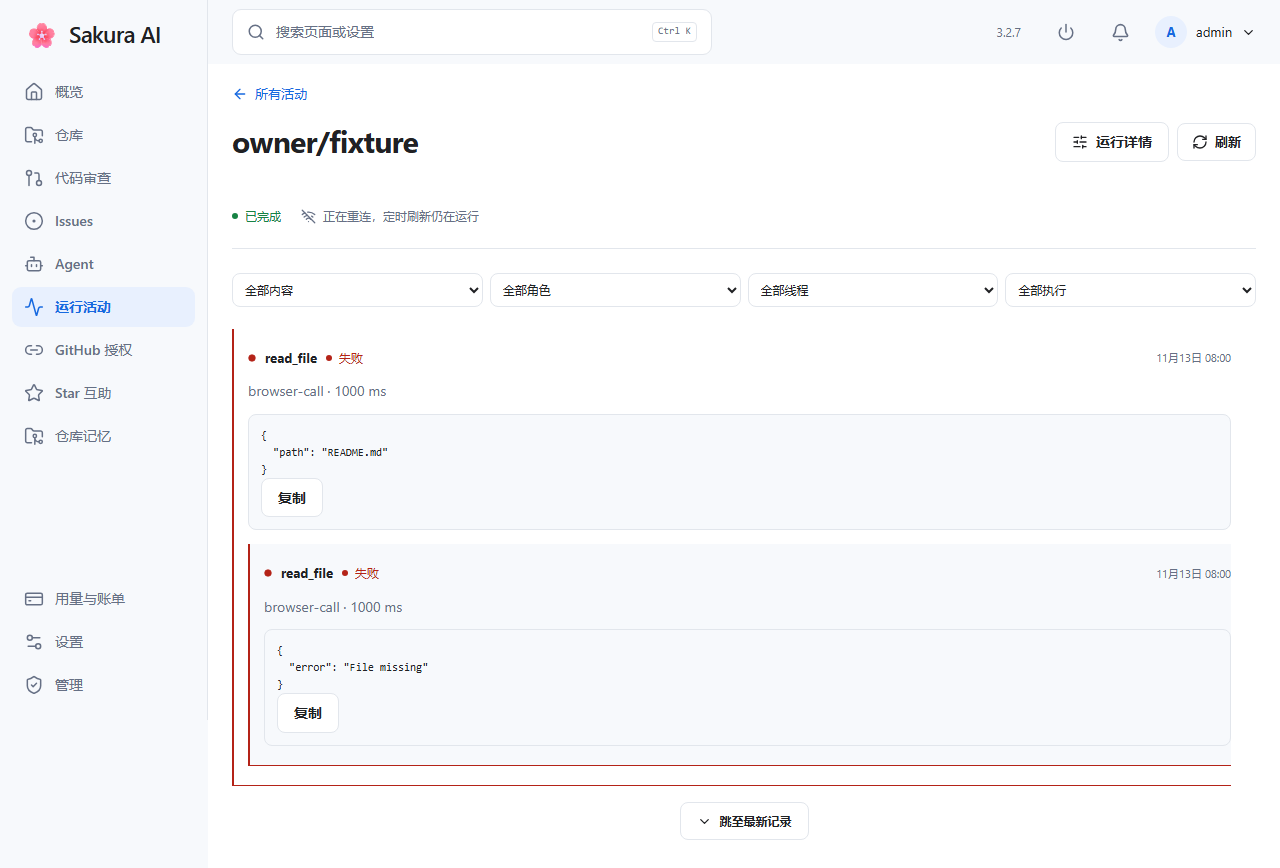 Sakura AI
搜索页面或设置
Ctrl K
3.2.7
A
admin
概览
仓库
代码审查
Issues
Agent
运行活动
GitHub 授权
Star 互助
仓库记忆
用量与账单
设置
管理
所有活动
owner/fixture
运行详情
刷新
已完成
正在重连，定时刷新仍在运行
全部内容
全部角色
全部线程
全部执行
read_file
失败
11月13日 08:00
browser-call · 1000 ms
{
"path": "README.md"
}
复制
read_file
失败
11月13日 08:00
browser-call · 1000 ms
{
"error": "File missing"
}
复制
跳至最新记录